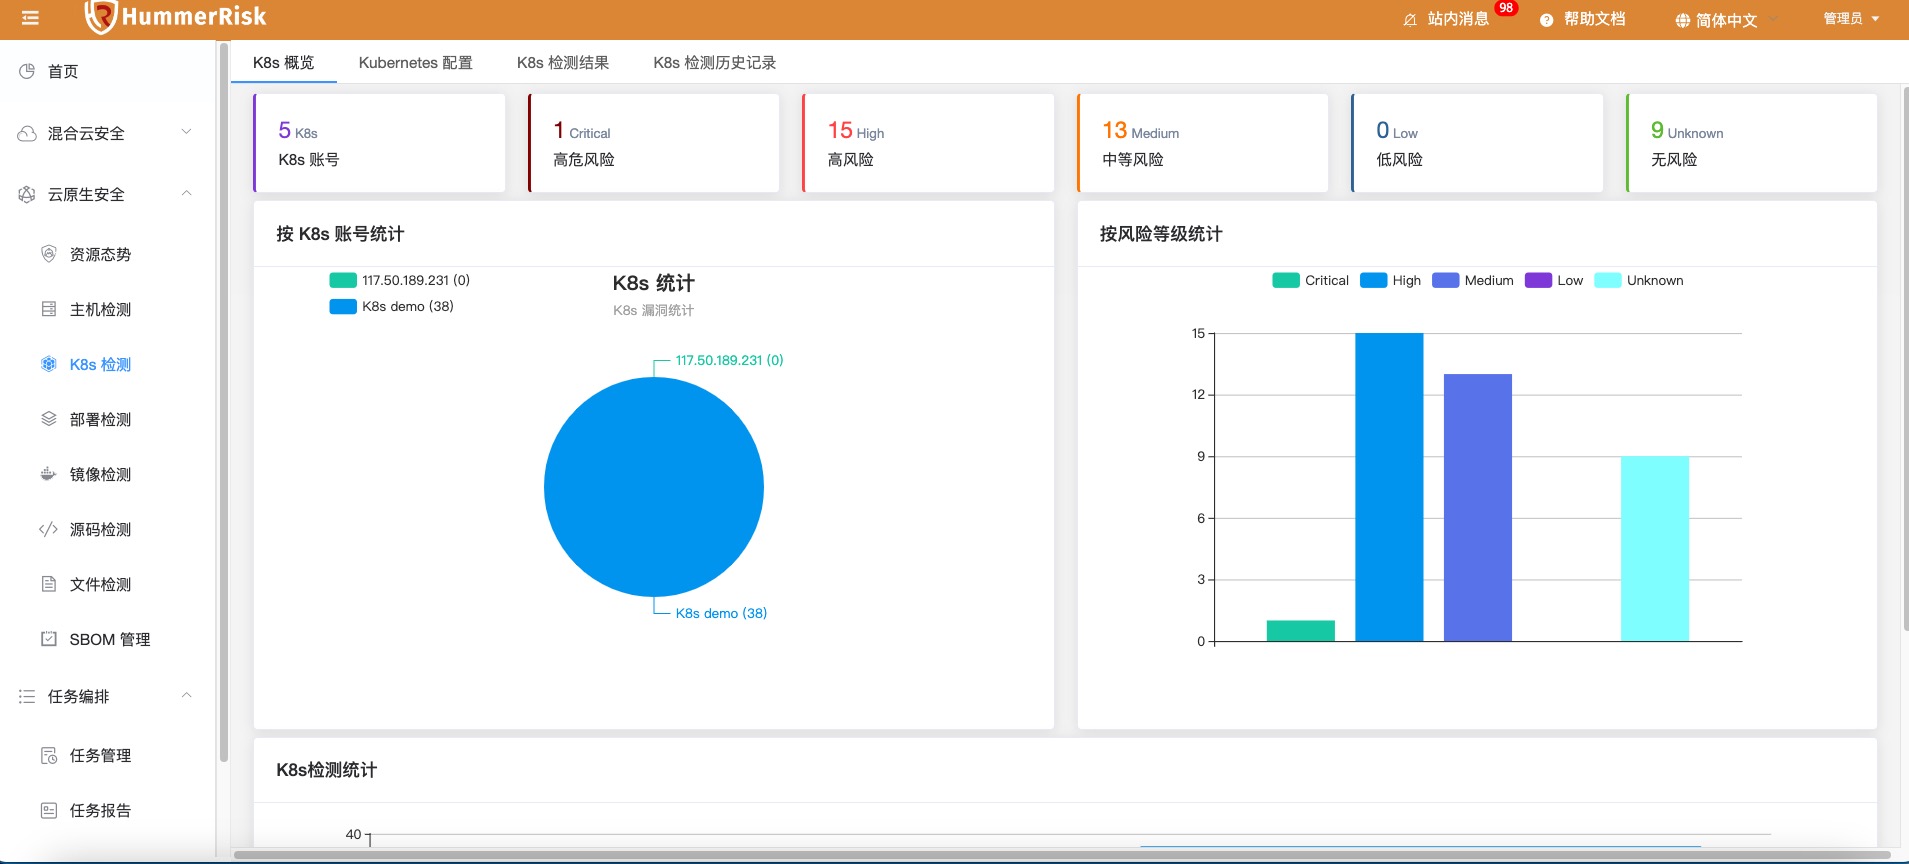 HummerRisk
站内消息 98
帮助文档
简体中文
管理员
首页
混合云安全
云原生安全
资源态势
主机检测
K8s 检测
部署检测
镜像检测
源码检测
文件检测
SBOM 管理
任务编排
任务管理
任务报告
K8s 概览 Kubernetes 配置 K8s 检测结果 K8s 检测历史记录
5 K8s
K8s 账号
1 Critical
高危风险
15 High
高风险
13 Medium
中等风险
0 Low
低风险
9 Unknown
无风险
按 K8s 账号统计
117.50.189.231 (0)
K8s demo (38)
K8s 统计
K8s 漏洞统计
117.50.189.231 (0)
K8s demo (38)
按风险等级统计
Critical High Medium Low Unknown
15
12
9
6
3
0
K8s检测统计
40